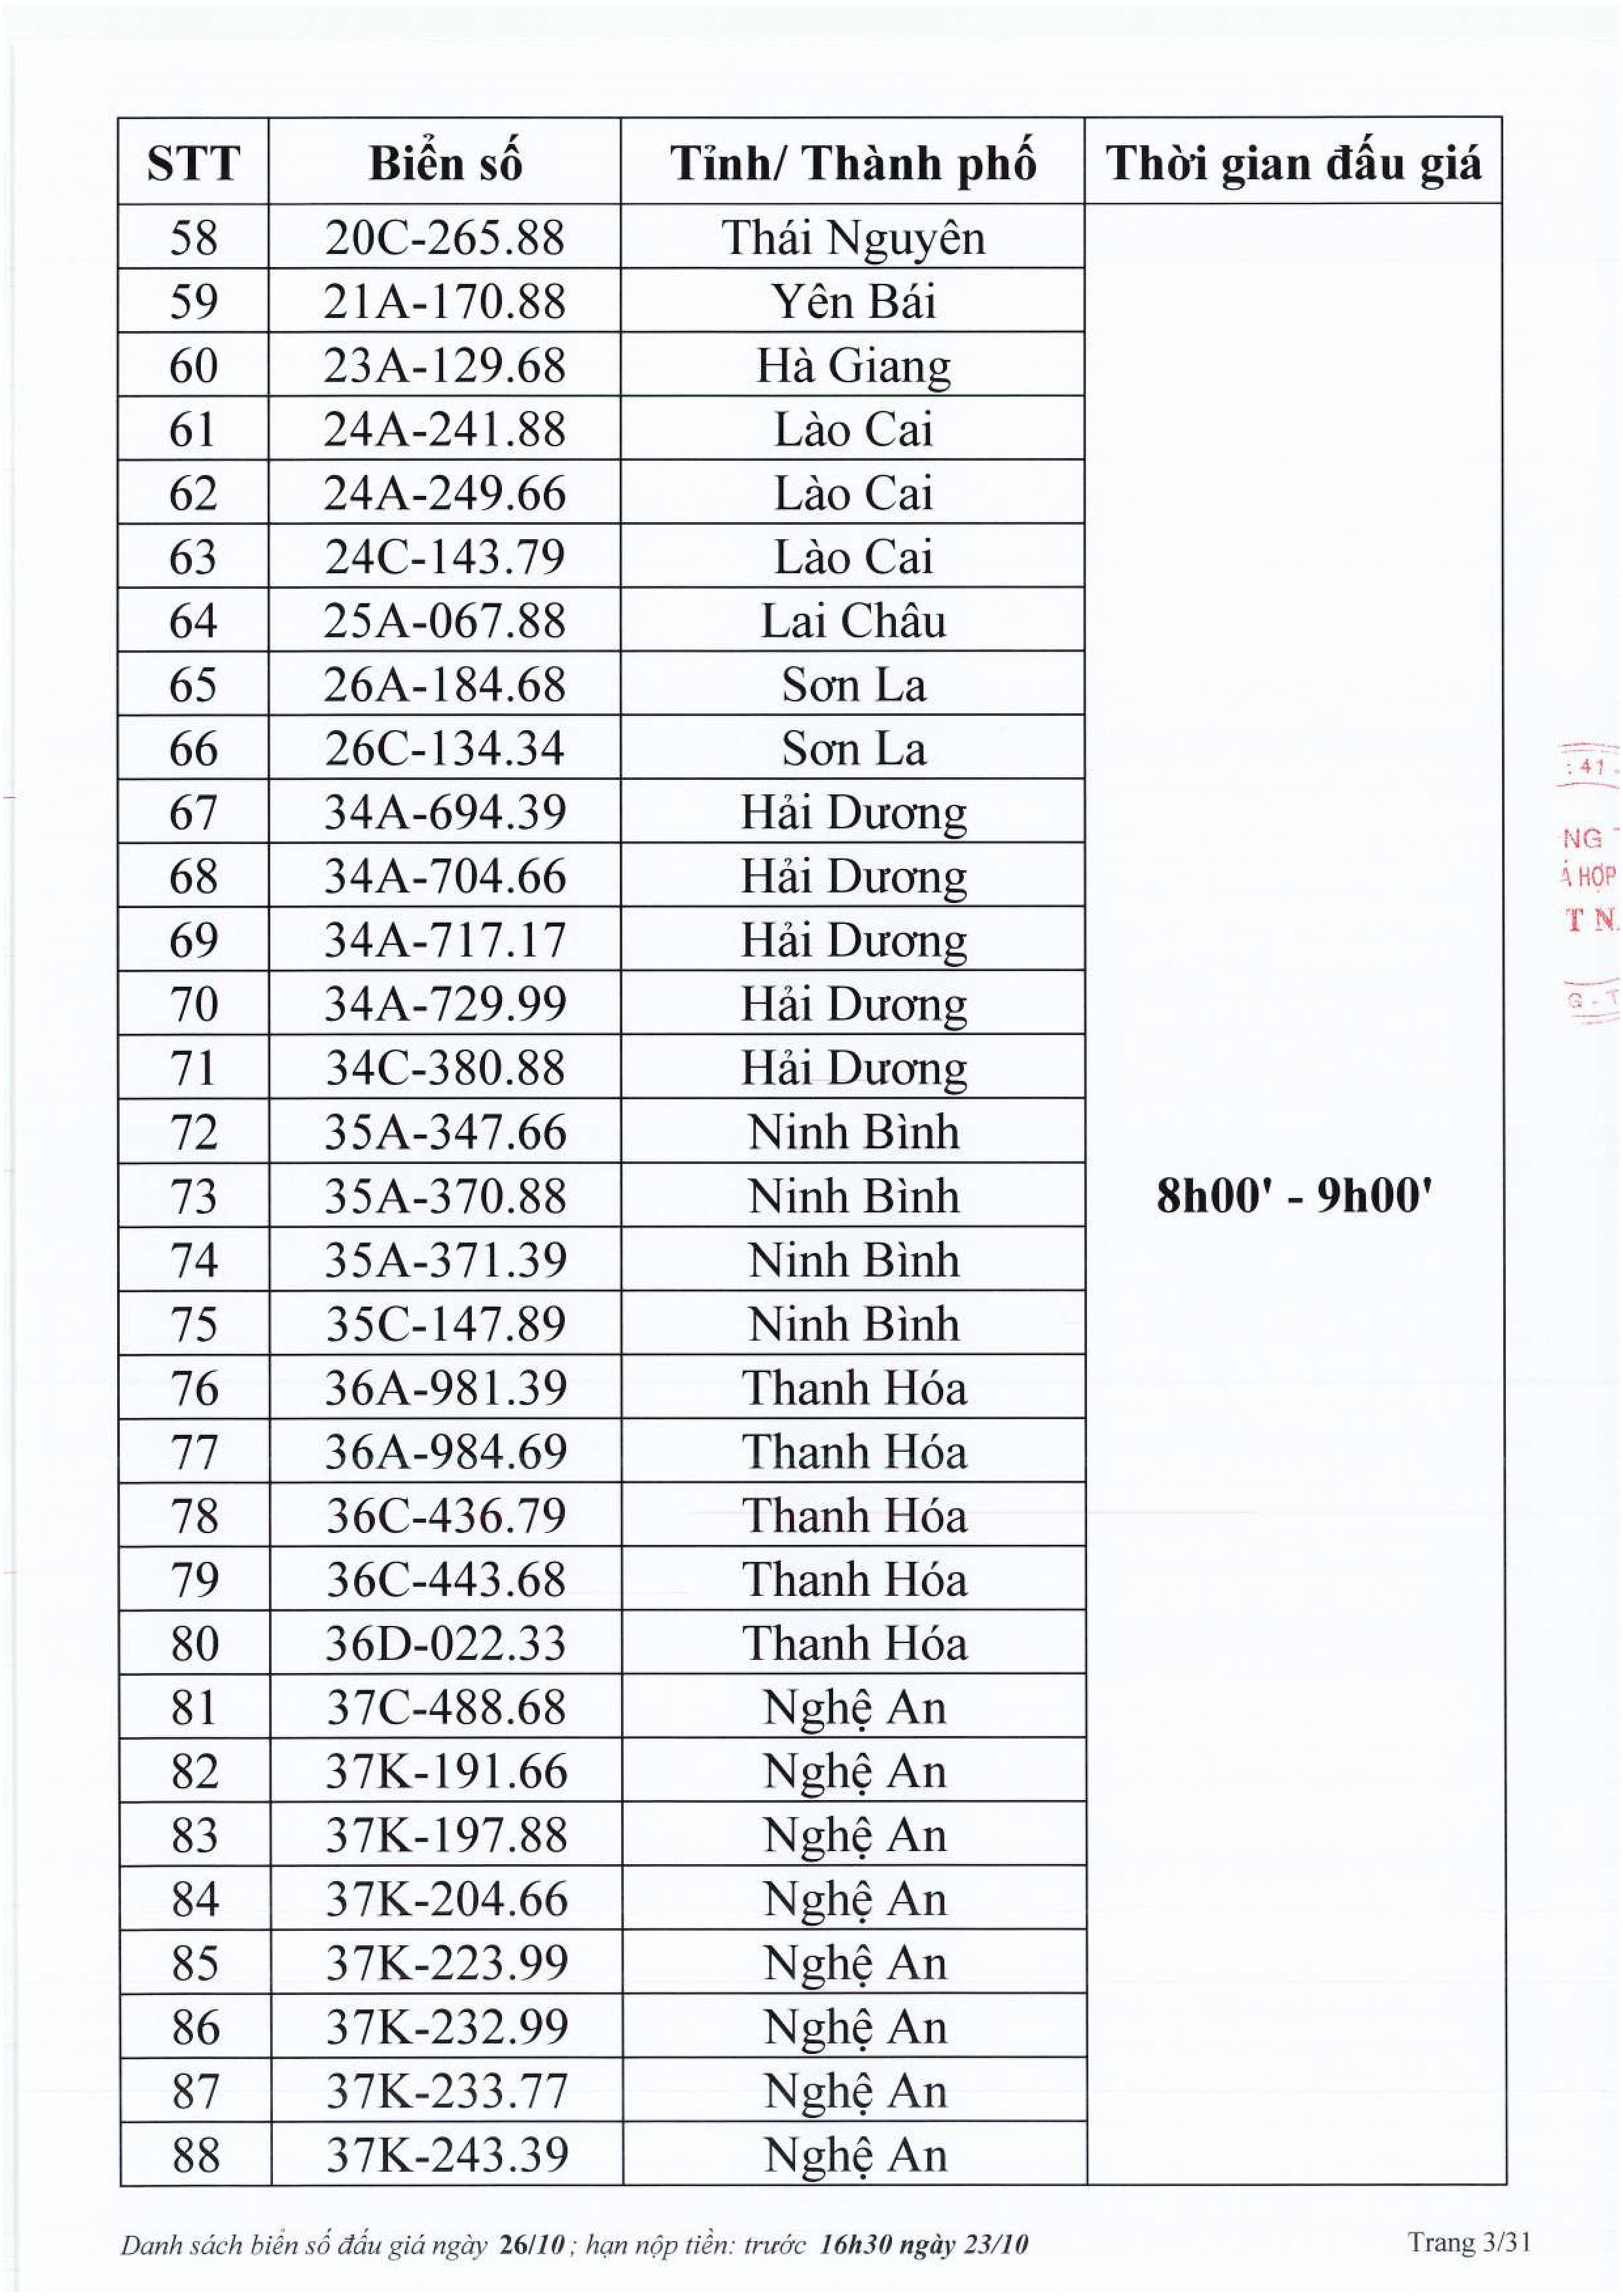 STT Biển số Tỉnh/ Thành phố Thời gian đấu giá
58 20C-265.88 Thái Nguyên
59 21A-170.88 Yên Bái
60 23A-129.68 Hà Giang
61 24A-241.88 Lào Cai
62 24A-249.66 Lào Cai
63 24C-143.79 Lào Cai
64 25A-067.88 Lai Châu
65 26A-184.68 Sơn La
66 26C-134.34 Sơn La
: 41 -
67 34A-694.39 Hải Dương
NG
68 34A-704.66 Hải Dương
HỢP
69 34A-717.17 Hải Dương
T N
70 34A-729.99 Hải Dương
G - T
71 34C-380.88 Hải Dương
72 35A-347.66 Ninh Bình
73 35A-370.88 Ninh Bình 8h00' - 9h00'
74 35A-371.39 Ninh Bình
75 35C-147.89 Ninh Bình
76 36A-981.39 Thanh Hóa
77 36A-984.69 Thanh Hóa
78 36C-436.79 Thanh Hóa
79 36C-443.68 Thanh Hóa
80 36D-022.33 Thanh Hóa
81 37C-488.68 Nghệ An
82 37K-191.66 Nghệ An
83 37K-197.88 Nghệ An
84 37K-204.66 Nghệ An
85 37K-223.99 Nghệ An
86 37K-232.99 Nghệ An
87 37K-233.77 Nghệ An
88 37K-243.39 Nghệ An
Danh sách biển số đấu giá ngày 26/10 ; hạn nộp tiền: trước 16h30 ngày 23/10 Trang 3/31